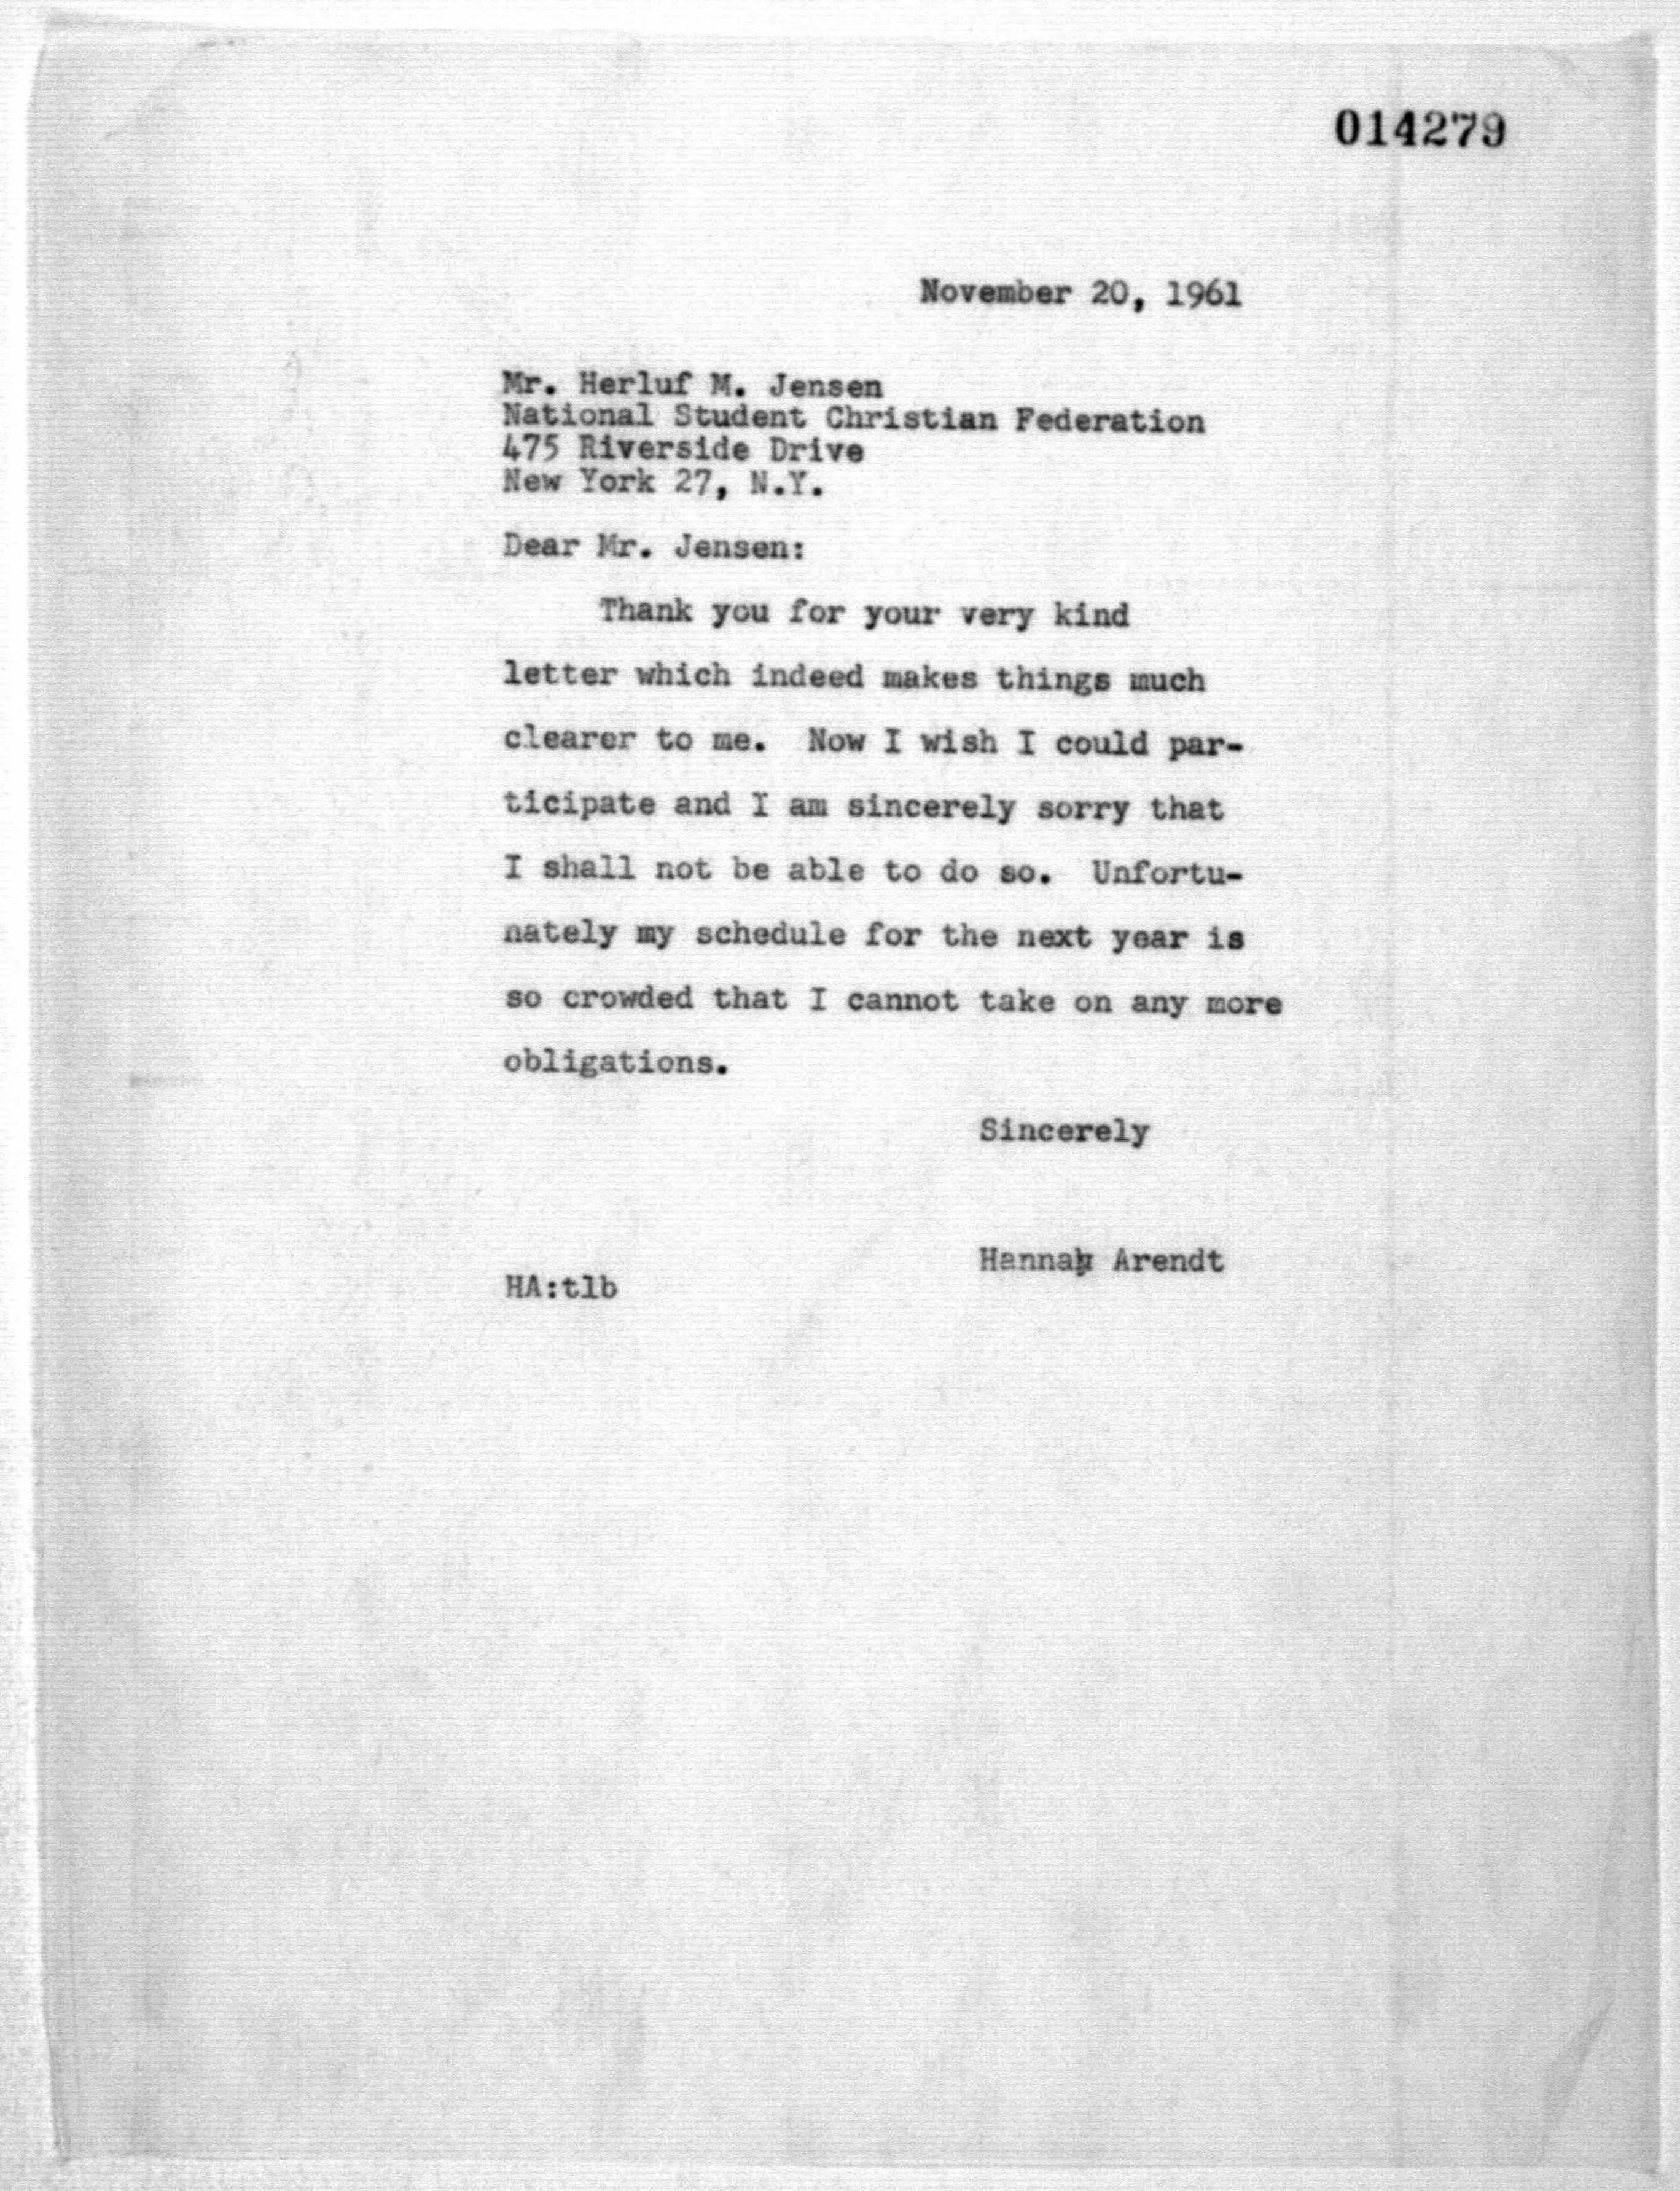 014279
November 20, 1961
Mr. Herluf M. Jensen
National Student Christian Federation
475 Riverside Drive
New York 27, N.Y.
Dear Mr. Jensen:
Thank you for your very kind
letter which indeed makes things much
clearer to me. Now I wish I could par-
ticipate and I am sincerely sorry that
I shall not be able to do so. Unfortu-
nately my schedule for the next year is
so crowded that I cannot take on any more
obligations.
Sincerely
Hannah Arendt
HA:tlb